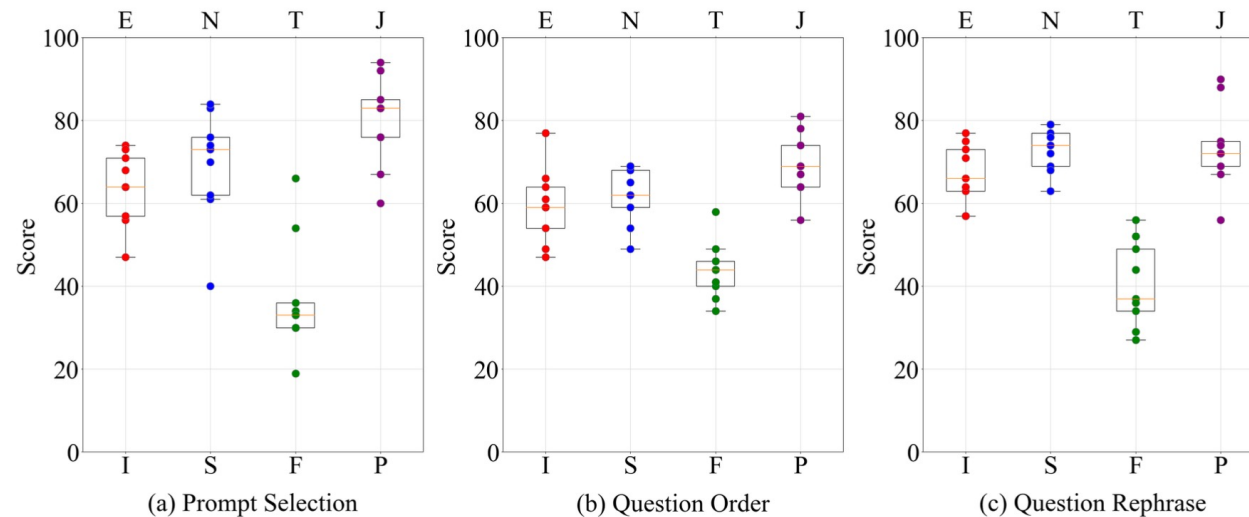 E N T J
100
80
60
40
20
0
Score
I S F P
(a) Prompt Selection
E N T J
100
80
60
40
20
0
Score
I S F P
(b) Question Order
E N T J
100
80
60
40
20
0
Score
I S F P
(c) Question Rephrase